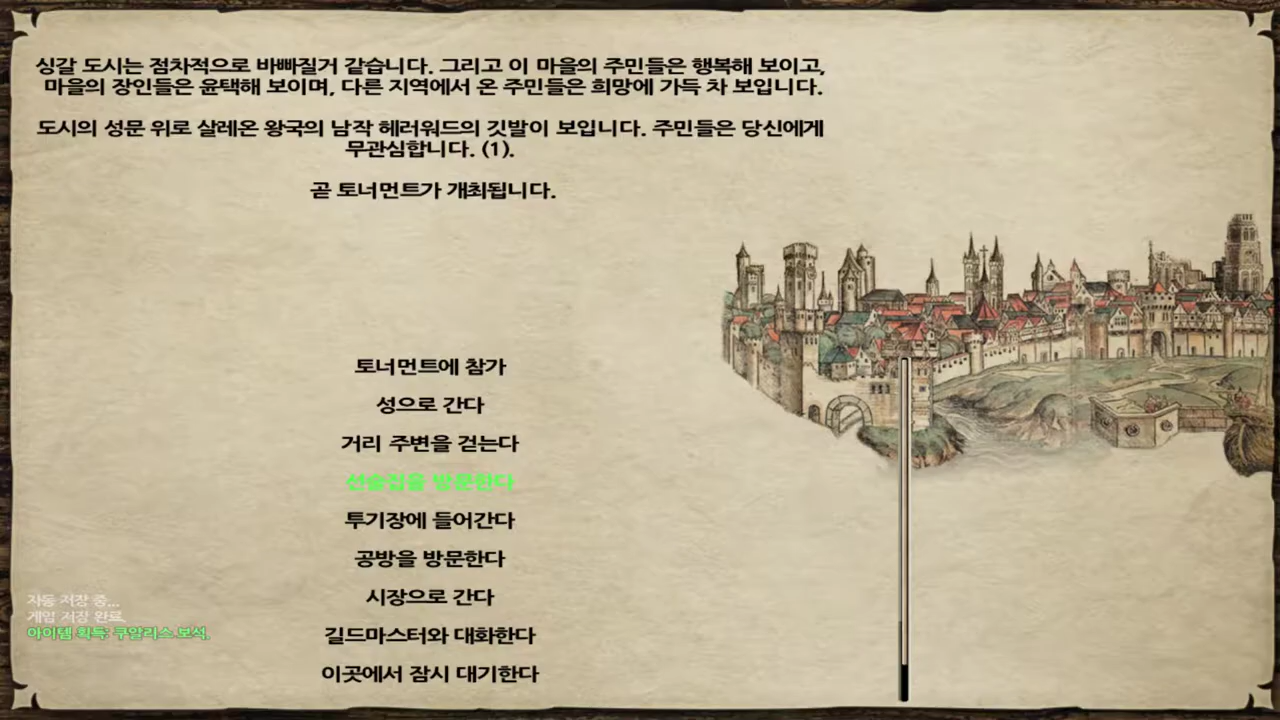 싱갈 도시는 점차적으로 바빠질거 같습니다. 그리고 이 마을의 주민들은 행복해 보이고,
마을의 장인들은 윤택해 보이며, 다른 지역에서 온 주민들은 희망에 가득 차 보입니다.
도시의 성문 위로 살레온 왕국의 남작 헤러워드의 깃발이 보입니다. 주민들은 당신에게
무관심합니다. (1).
곧 토너먼트가 개최됩니다.
토너먼트에 참가
성으로 간다
거리 주변을 걷는다
선술집을 방문한다
투기장에 들어간다
공방을 방문한다
시장으로 간다
길드마스터와 대화한다
이곳에서 잠시 대기한다
자동 저장 중...
게임 저장 완료.
아이템 획득: 쿠알리스 보석.